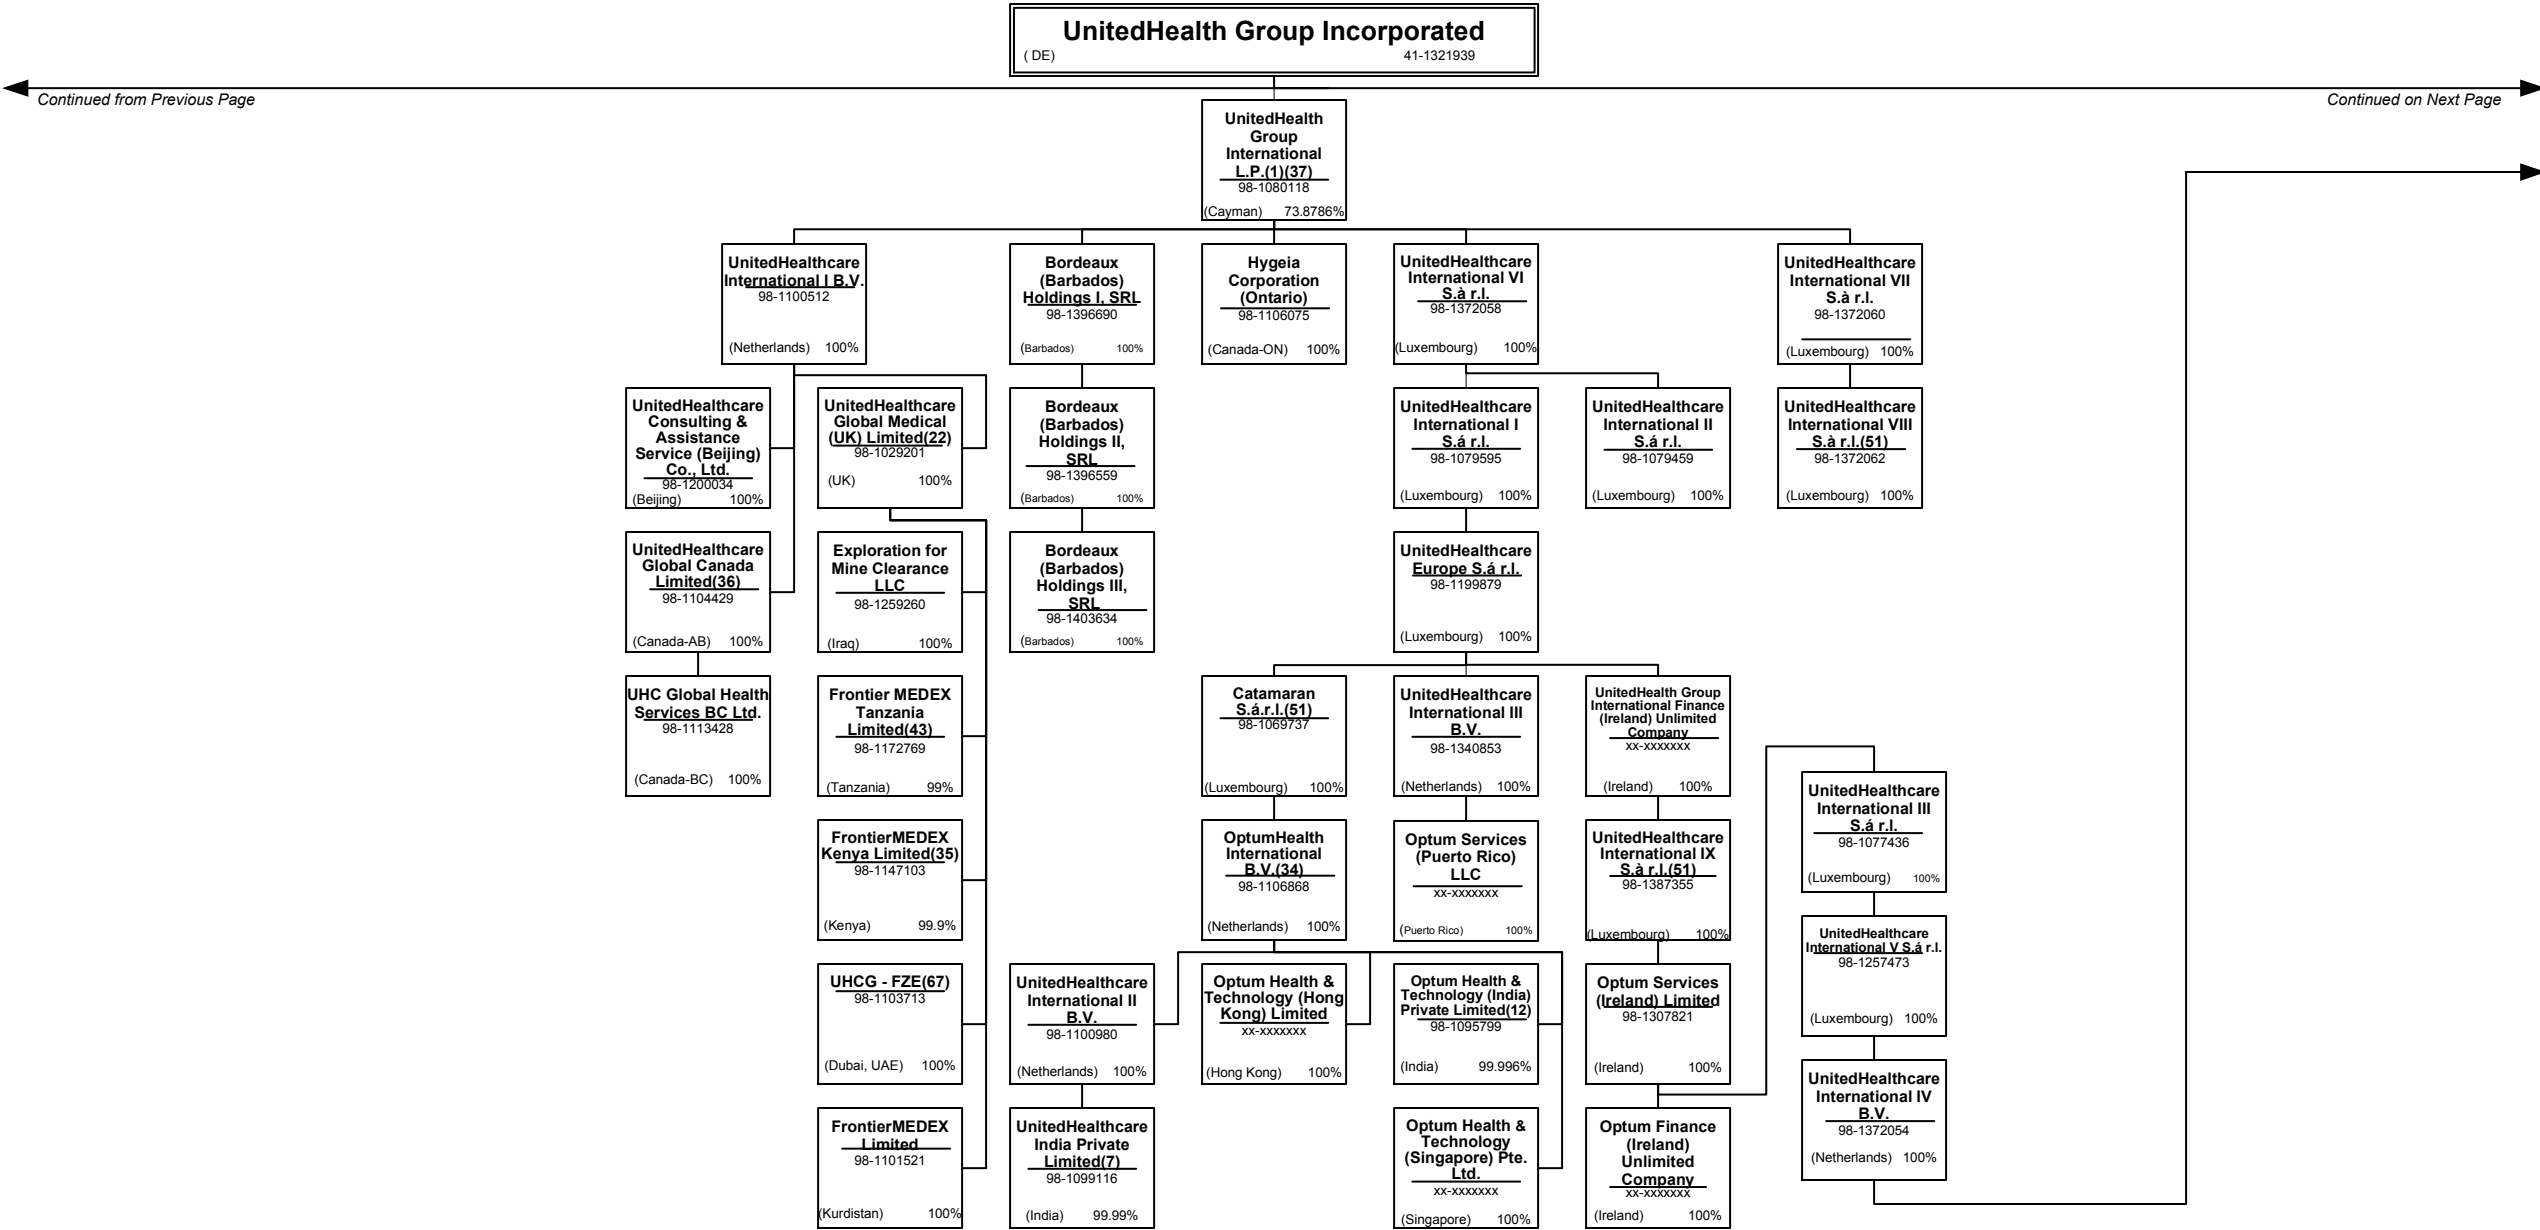 UnitedHealth Group Incorporated
( DE) 41-1321939
Continued from Previous Page
Continued on Next Page
UnitedHealth
Group
International
L.P.(1)(37)
98-1080118
(Cayman) 73.8786%
UnitedHealthcare
International I B.V.
98-1100512
(Netherlands) 100%
Bordeaux
(Barbados)
Holdings I, SRL
98-1396690
(Barbados) 100%
Hygeia
Corporation
(Ontario)
98-1106075
(Canada-ON) 100%
UnitedHealthcare
International VI
S.à r.l.
98-1372058
(Luxembourg) 100%
UnitedHealthcare
International VII
S.à r.l.
98-1372060
(Luxembourg) 100%
UnitedHealthcare
Consulting &
Assistance
Service (Beijing)
Co., Ltd.
98-1200034
(Beijing) 100%
UnitedHealthcare
Global Medical
(UK) Limited(22)
98-1029201
(UK) 100%
Bordeaux
(Barbados)
Holdings II,
SRL
98-1396559
(Barbados) 100%
UnitedHealthcare
International I
S.á r.l.
98-1079595
(Luxembourg) 100%
UnitedHealthcare
International II
S.á r.l.
98-1079459
(Luxembourg) 100%
UnitedHealthcare
International VIII
S.à r.l.(51)
98-1372062
(Luxembourg) 100%
UnitedHealthcare
Global Canada
Limited(36)
98-1104429
(Canada-AB) 100%
Exploration for
Mine Clearance
LLC
98-1259260
(Iraq) 100%
Bordeaux
(Barbados)
Holdings III,
SRL
98-1403634
(Barbados) 100%
UnitedHealthcare
Europe S.á r.l.
98-1199879
(Luxembourg) 100%
UHC Global Health
Services BC Ltd.
98-1113428
(Canada-BC) 100%
Frontier MEDEX
Tanzania
Limited(43)
98-1172769
(Tanzania) 99%
Catamaran
S.á.r.l.(51)
98-1069737
(Luxembourg) 100%
UnitedHealthcare
International III
B.V.
98-1340853
(Netherlands) 100%
UnitedHealth Group
International Finance
(Ireland) Unlimited
Company
xx-xxxxxxx
(Ireland) 100%
UnitedHealthcare
International III
S.á r.l.
98-1077436
(Luxembourg) 100%
FrontierMEDEX
Kenya Limited(35)
98-1147103
(Kenya) 99.9%
OptumHealth
International
B.V.(34)
98-1106868
(Netherlands) 100%
Optum Services
(Puerto Rico)
LLC
xx-xxxxxxx
(Puerto Rico) 100%
UnitedHealthcare
International IX
S.à r.l.(51)
98-1387355
(Luxembourg) 100%
UnitedHealthcare
International V S.á r.l.
98-1257473
(Luxembourg) 100%
UHCG - FZE(67)
98-1103713
(Dubai, UAE) 100%
UnitedHealthcare
International II
B.V.
98-1100980
(Netherlands) 100%
Optum Health &
Technology (Hong
Kong) Limited
xx-xxxxxxx
(Hong Kong) 100%
Optum Health &
Technology (India)
Private Limited(12)
98-1095799
(India) 99.996%
Optum Services
(Ireland) Limited
98-1307821
(Ireland) 100%
UnitedHealthcare
International IV
B.V.
98-1372054
(Netherlands) 100%
FrontierMEDEX
Limited
98-1101521
(Kurdistan) 100%
UnitedHealthcare
India Private
Limited(7)
98-1099116
(India) 99.99%
Optum Health &
Technology
(Singapore) Pte.
Ltd.
xx-xxxxxxx
(Singapore) 100%
Optum Finance
(Ireland)
Unlimited
Company
xx-xxxxxxx
(Ireland) 100%